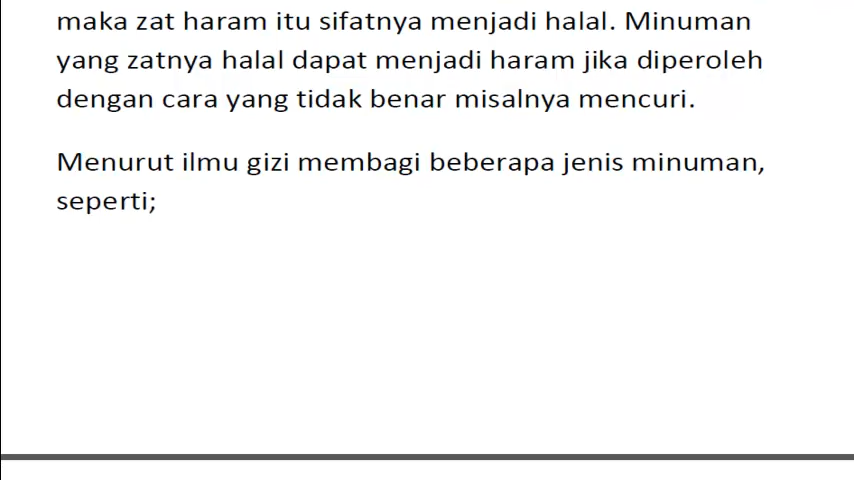 maka zat haram itu sifatnya menjadi halal. Minuman
yang zatnya halal dapat menjadi haram jika diperoleh
dengan cara yang tidak benar misalnya mencuri.
Menurut ilmu gizi membagi beberapa jenis minuman,
seperti;